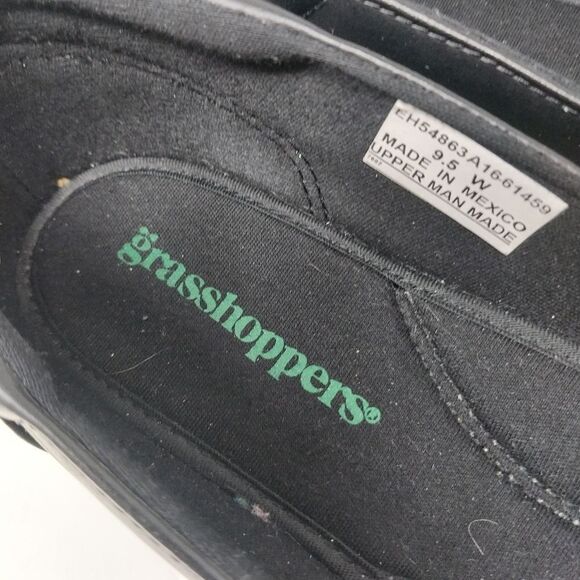 EH54863A1661459
9.5 W
MADE IN MEXICO
UPPER MAN MADE
grasshoppers®